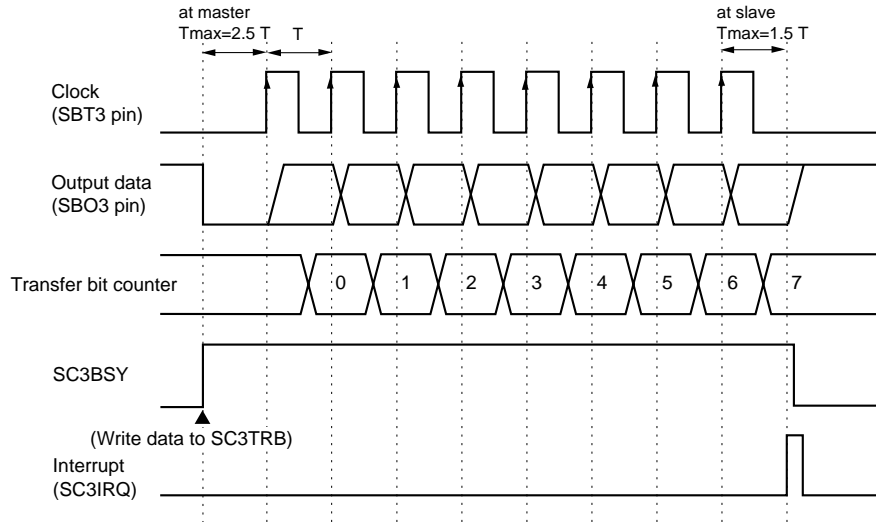 at master
Tmax=2.5 T
T
at slave
Tmax=1.5 T
Clock
(SBT3 pin)
Output data
(SBO3 pin)
Transfer bit counter
0 1 2 3 4 5 6 7
SC3BSY
(Write data to SC3TRB)
Interrupt
(SC3IRQ)